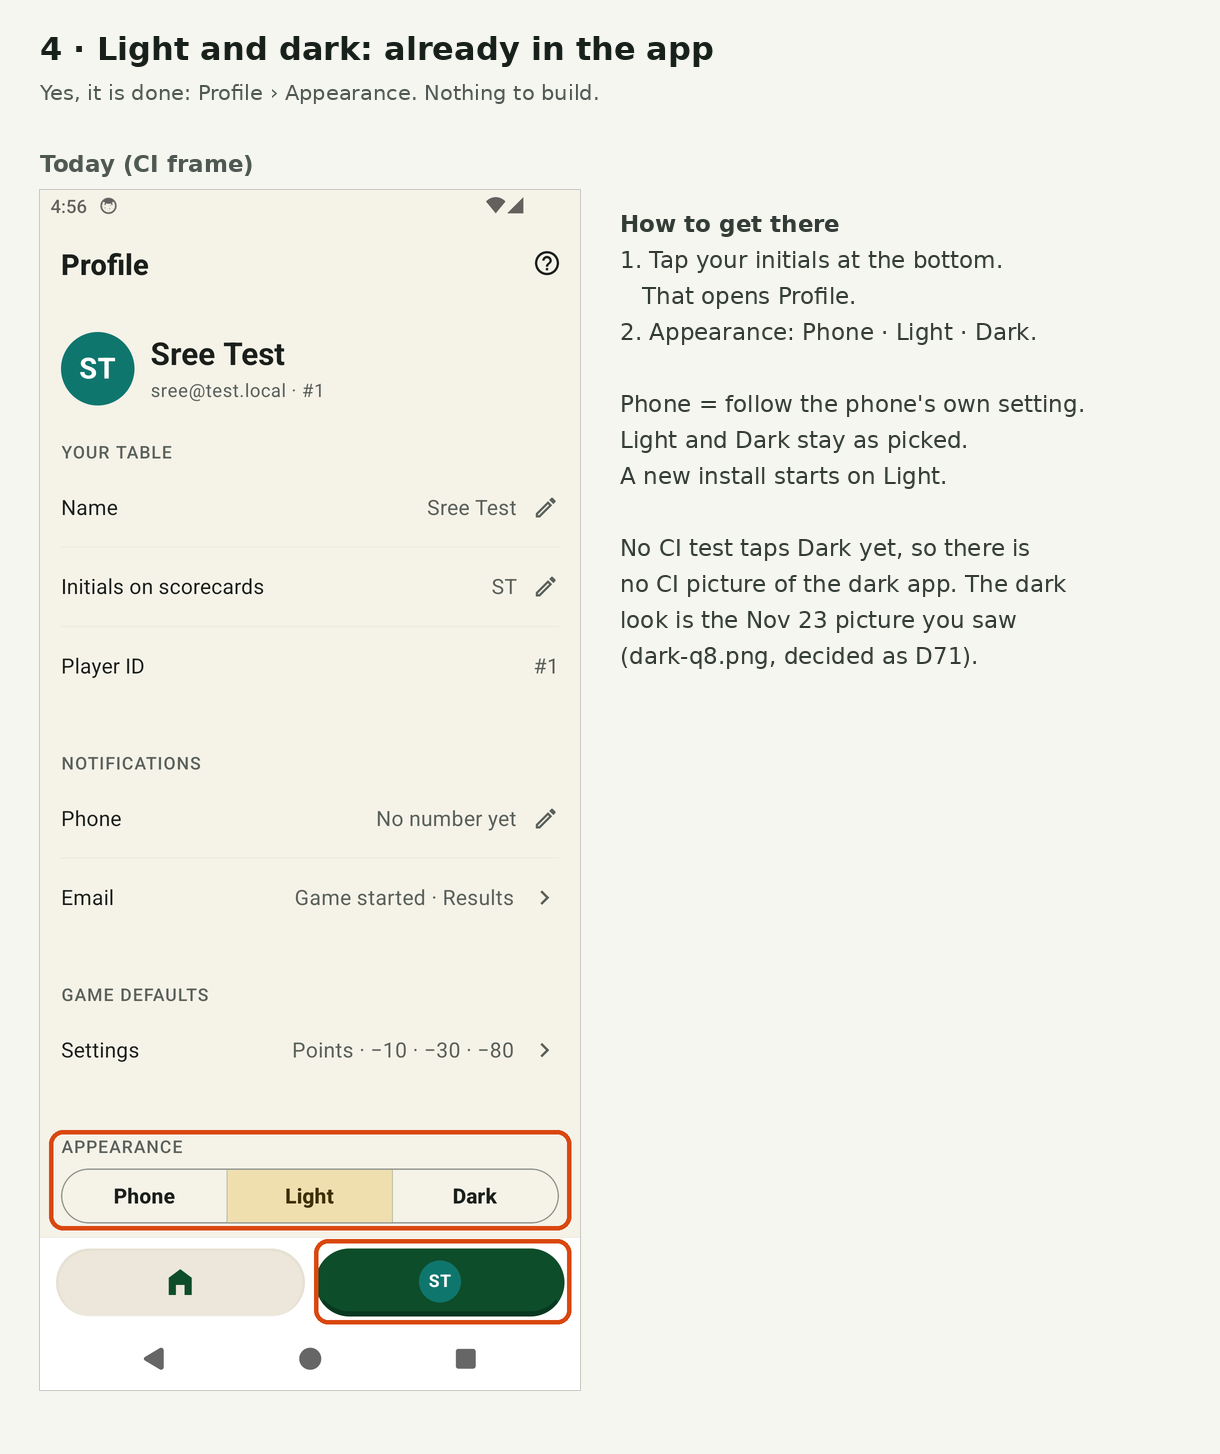 4 · Light and dark: already in the app
Yes, it is done: Profile › Appearance. Nothing to build.
Today (CI frame)
4:56
Profile
ST
Sree Test
sree@test.local · #1
YOUR TABLE
Name
Sree Test
Initials on scorecards
ST
Player ID
#1
NOTIFICATIONS
Phone
No number yet
Email
Game started · Results
GAME DEFAULTS
Settings
Points · −10 · −30 · −80
APPEARANCE
Phone
Light
Dark
ST
How to get there
1. Tap your initials at the bottom.
That opens Profile.
2. Appearance: Phone · Light · Dark.
Phone = follow the phone's own setting.
Light and Dark stay as picked.
A new install starts on Light.
No CI test taps Dark yet, so there is
no CI picture of the dark app. The dark
look is the Nov 23 picture you saw
(dark-q8.png, decided as D71).